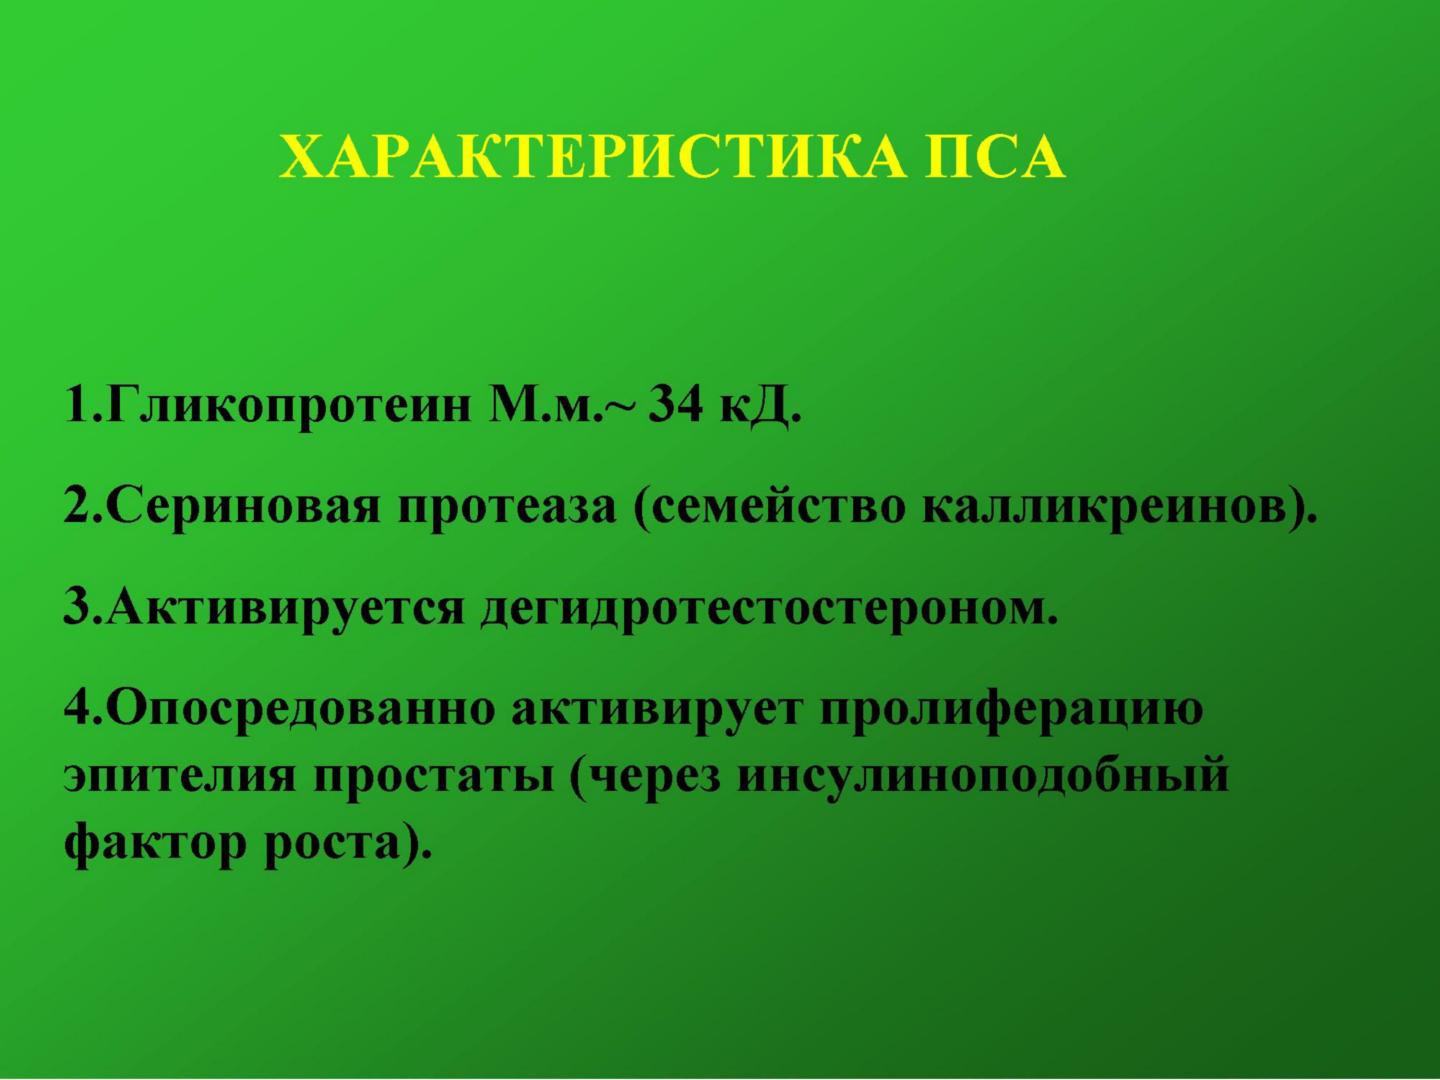 ХАРАКТЕРИСТИКА ПСА
1.Гликопротеин М.м.~ 34 кД.
2.Сериновая протеаза (семейство калликреинов).
3.Активируется дегидротестостероном.
4.Опосредованно активирует пролиферацию
эпителия простаты (через инсулиноподобный
фактор роста).